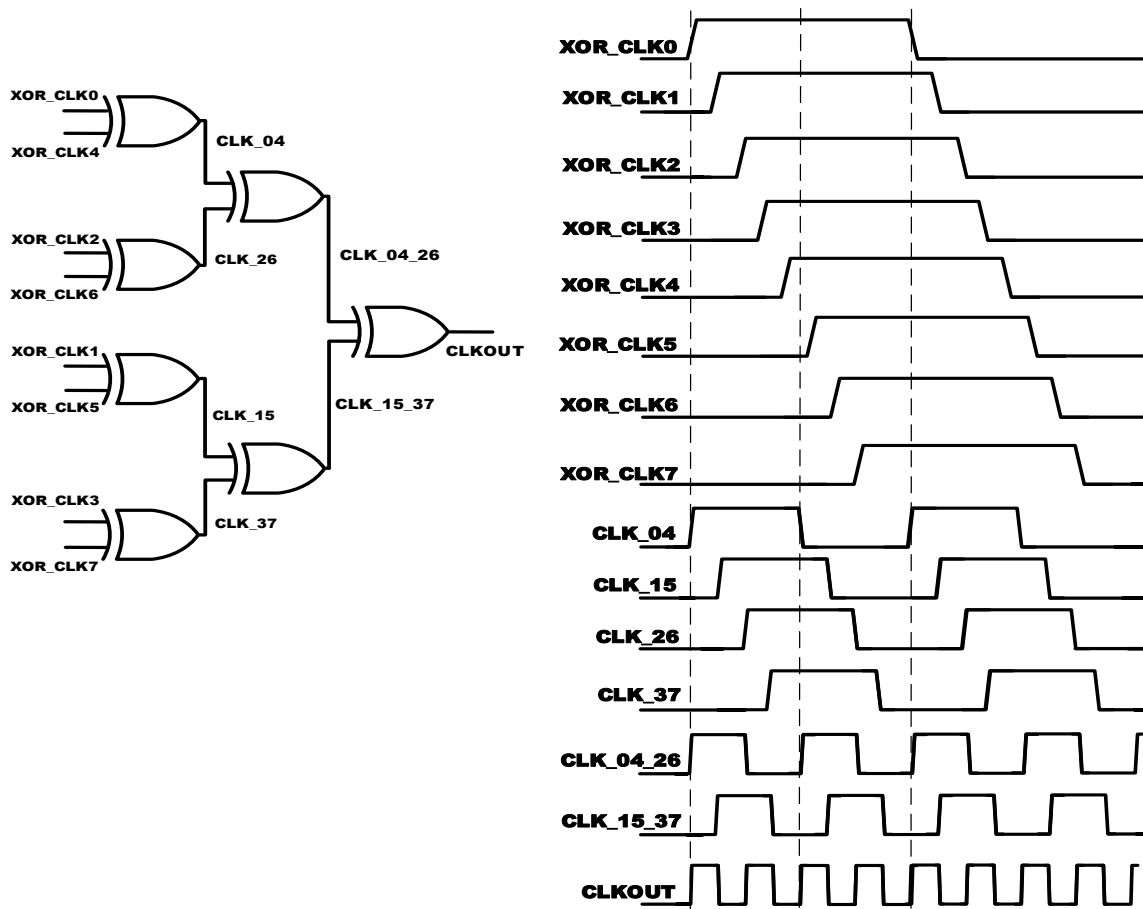 XOR_CLK0
XOR_CLK4
CLK_04
XOR_CLK2
XOR_CLK6
CLK_26
CLK_04_26
XOR_CLK1
XOR_CLK5
CLK_15
CLK_15_37
CLKOUT
XOR_CLK3
XOR_CLK7
CLK_37
XOR_CLK0
XOR_CLK1
XOR_CLK2
XOR_CLK3
XOR_CLK4
XOR_CLK5
XOR_CLK6
XOR_CLK7
CLK_04
CLK_15
CLK_26
CLK_37
CLK_04_26
CLK_15_37
CLKOUT